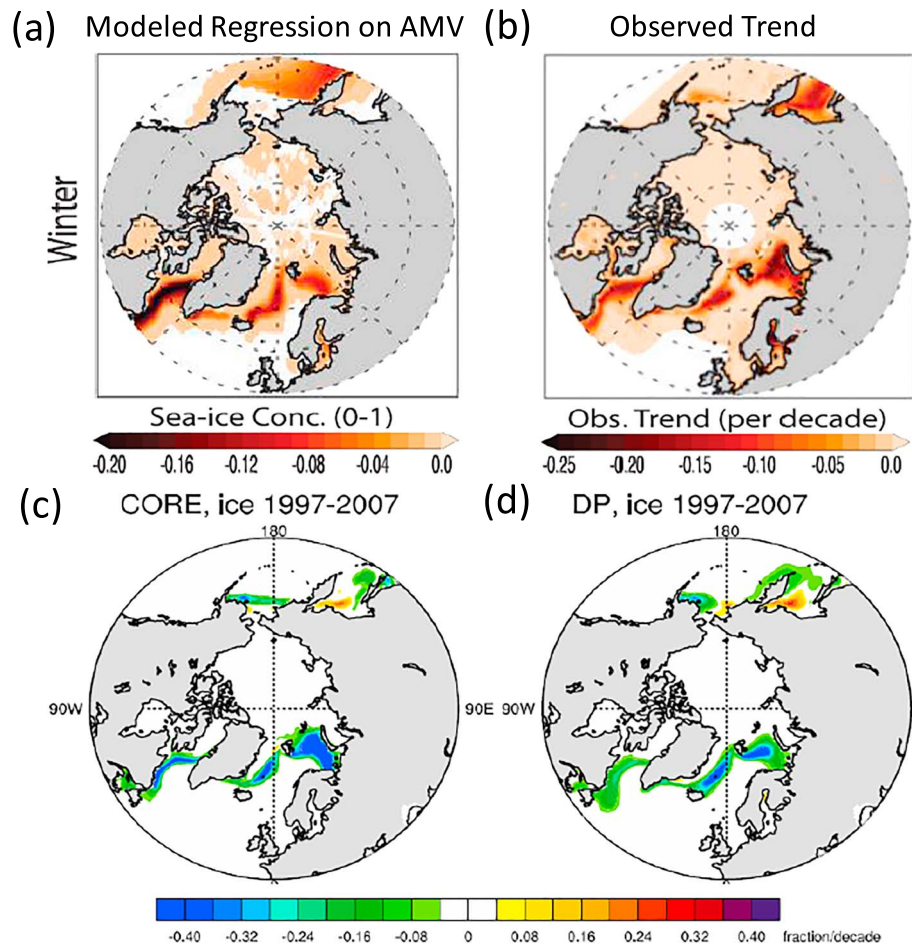 (a) Modeled Regression on AMV
(b) Observed Trend
Winter
Sea-ice Conc. (0-1)
-0.20 -0.16 -0.12 -0.08 -0.04 0.0
Obs. Trend (per decade)
-0.25 -0.20 -0.15 -0.10 -0.05 0.0
(c) CORE, ice 1997-2007
(d) DP, ice 1997-2007
180
180
90W
90E
90W
0
0
-0.40 -0.32 -0.24 -0.16 -0.08 0 0.08 0.16 0.24 0.32 0.40 fraction/decade